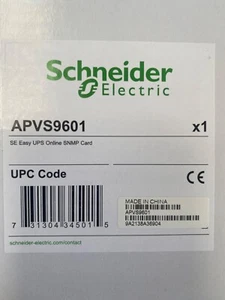 Schneider
Electric
APVS9601 x1
SE Easy UPS Online SNMP Card
UPC Code CE
MADE IN CHINA
APVS9601
9A2138A36904
7 31304 34501 5
schneider-electric.com/contact